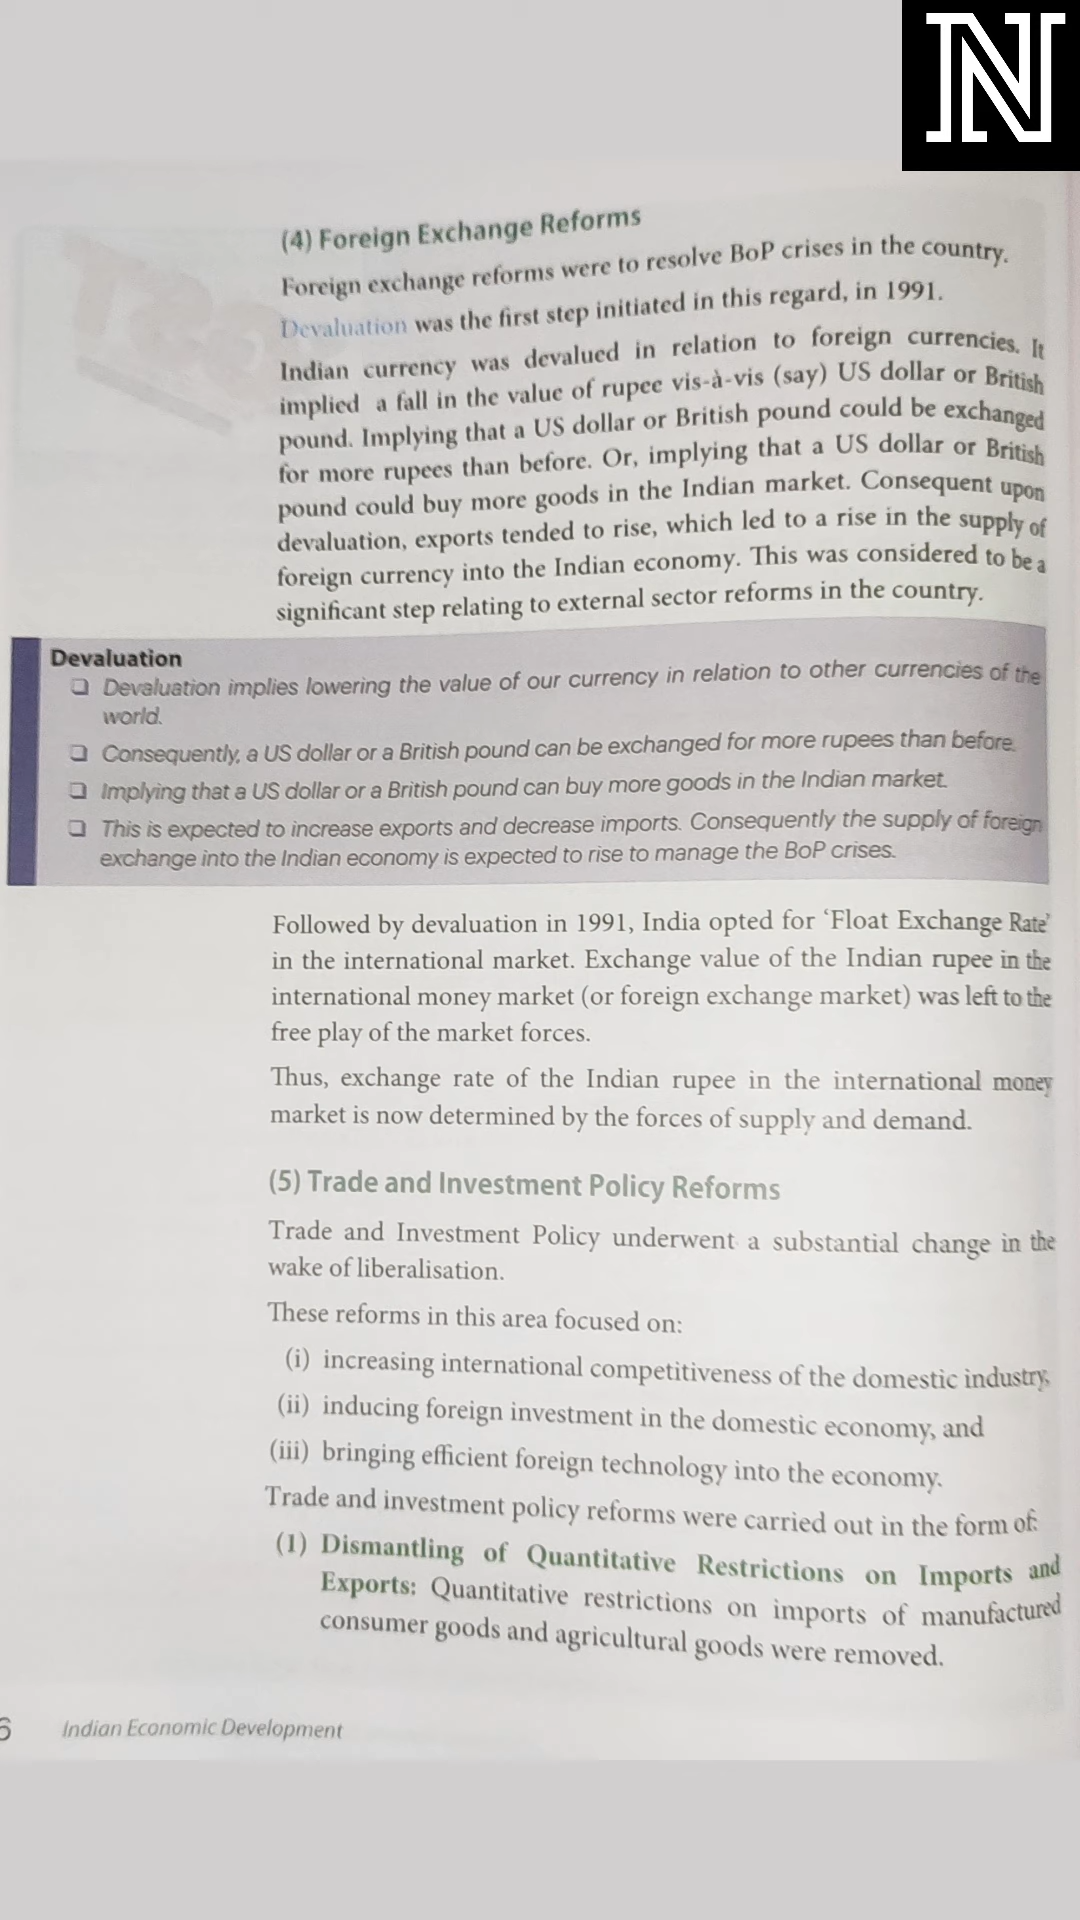 N
(4) Foreign Exchange Reforms
Foreign exchange reforms were to resolve BoP crises in the country.
Devaluation was the first step initiated in this regard, in 1991.
Indian currency was devalued in relation to foreign currencies. It
implied a fall in the value of rupee vis-à-vis (say) US dollar or British
pound. Implying that a US dollar or British pound could be exchanged
for more rupees than before. Or, implying that a US dollar or British
pound could buy more goods in the Indian market. Consequent upon
devaluation, exports tended to rise, which led to a rise in the supply of
foreign currency into the Indian economy. This was considered to be a
significant step relating to external sector reforms in the country.
Devaluation
❑ Devaluation implies lowering the value of our currency in relation to other currencies of the
world.
❑ Consequently, a US dollar or a British pound can be exchanged for more rupees than before.
❑ Implying that a US dollar or a British pound can buy more goods in the Indian market.
❑ This is expected to increase exports and decrease imports. Consequently the supply of foreign
exchange into the Indian economy is expected to rise to manage the BoP crises.
Followed by devaluation in 1991, India opted for ‘Float Exchange Rate’
in the international market. Exchange value of the Indian rupee in the
international money market (or foreign exchange market) was left to the
free play of the market forces.
Thus, exchange rate of the Indian rupee in the international money
market is now determined by the forces of supply and demand.
(5) Trade and Investment Policy Reforms
Trade and Investment Policy underwent a substantial change in the
wake of liberalisation.
These reforms in this area focused on:
(i) increasing international competitiveness of the domestic industry,
(ii) inducing foreign investment in the domestic economy, and
(iii) bringing efficient foreign technology into the economy.
Trade and investment policy reforms were carried out in the form of:
(1) Dismantling of Quantitative Restrictions on Imports and
Exports: Quantitative restrictions on imports of manufactured
consumer goods and agricultural goods were removed.
6 Indian Economic Development